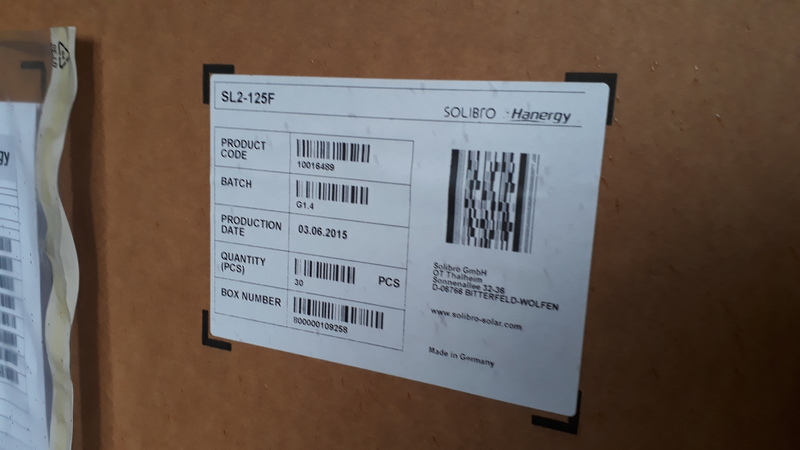 SL2-125F
SOLIBRO Hanergy
PRODUCT CODE
10016489
BATCH
G1.4
PRODUCTION DATE
03.06.2015
QUANTITY (PCS)
30 PCS
BOX NUMBER
800000109258
Solibro GmbH
OT Thalheim
Sonnenallee 32-36
D-06766 BITTERFELD-WOLFEN
www.solibro-solar.com
Made in Germany